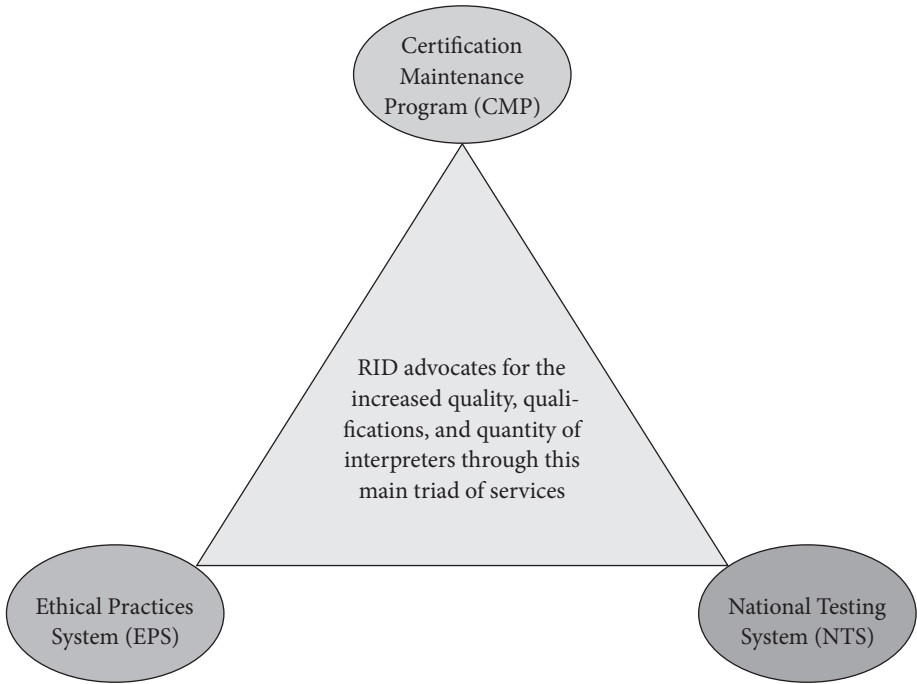 Certification
Maintenance
Program (CMP)
RID advocates for the
increased quality, quali-
fications, and quantity of
interpreters through this
main triad of services
Ethical Practices
System (EPS)
National Testing
System (NTS)